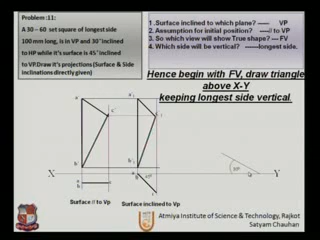 Problem :11:
A 30 – 60 set square of longest side
100 mm long, is in VP and 30° inclined
to HP while it's surface is 45° inclined
to VP.Draw it's projections (Surface & Side
inclinations directly given)
1 .Surface inclined to which plane? ------ VP
2. Assumption for initial position? -----// to VP
3. So which view will show True shape? --- FV
4. Which side will be vertical? -------longest side.
Hence begin with FV, draw triangle
above X-Y
keeping longest side vertical.
X
Y
Surface // to Vp
Surface inclined to Vp
Atmiya Institute of Science & Technology, Rajkot
Satyam Chauhan